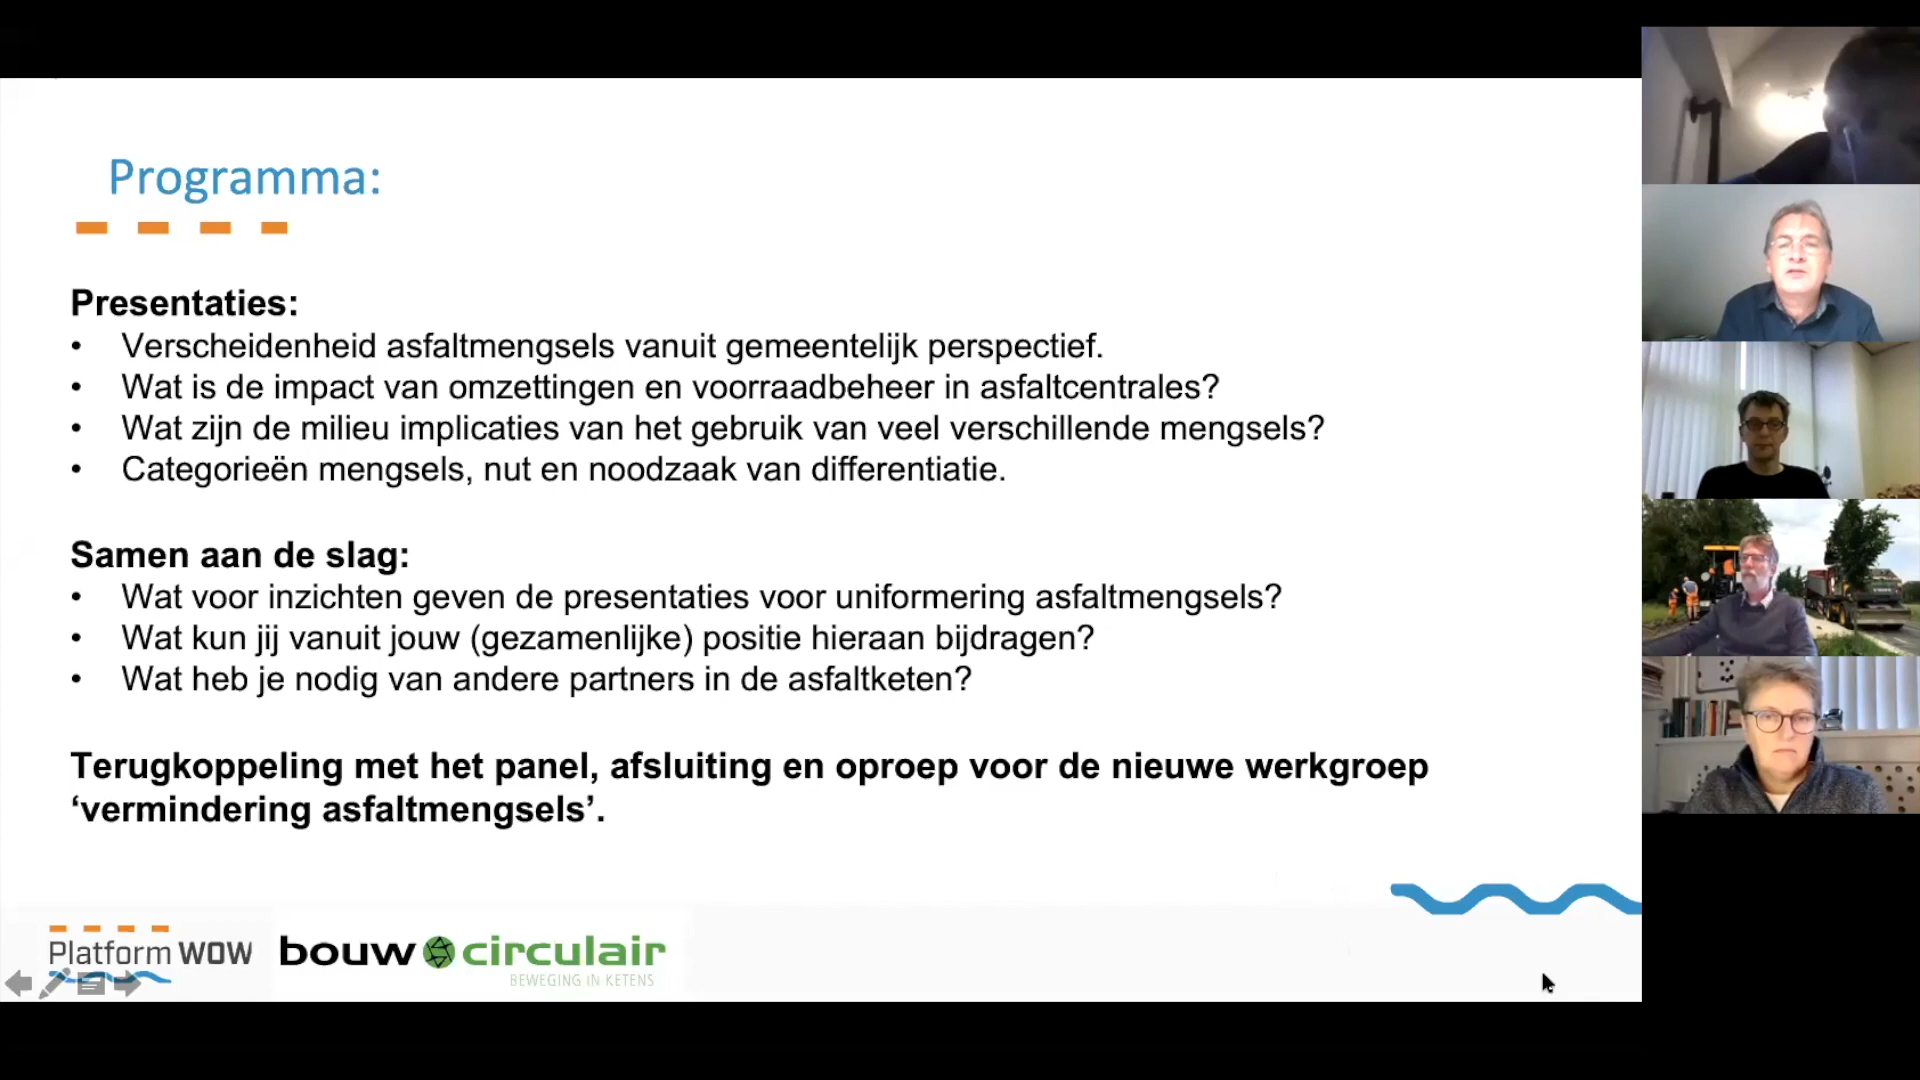 Programma:
Presentaties:
• Verscheidenheid asfaltmengsels vanuit gemeentelijk perspectief.
• Wat is de impact van omzettingen en voorraadbeheer in asfaltcentrales?
• Wat zijn de milieu implicaties van het gebruik van veel verschillende mengsels?
• Categorieën mengsels, nut en noodzaak van differentiatie.
Samen aan de slag:
• Wat voor inzichten geven de presentaties voor uniformering asfaltmengsels?
• Wat kun jij vanuit jouw (gezamenlijke) positie hieraan bijdragen?
• Wat heb je nodig van andere partners in de asfaltketen?
Terugkoppeling met het panel, afsluiting en oproep voor de nieuwe werkgroep
‘vermindering asfaltmengsels’.
Platform WOW
bouw circulair
BEWEGING IN KETENS